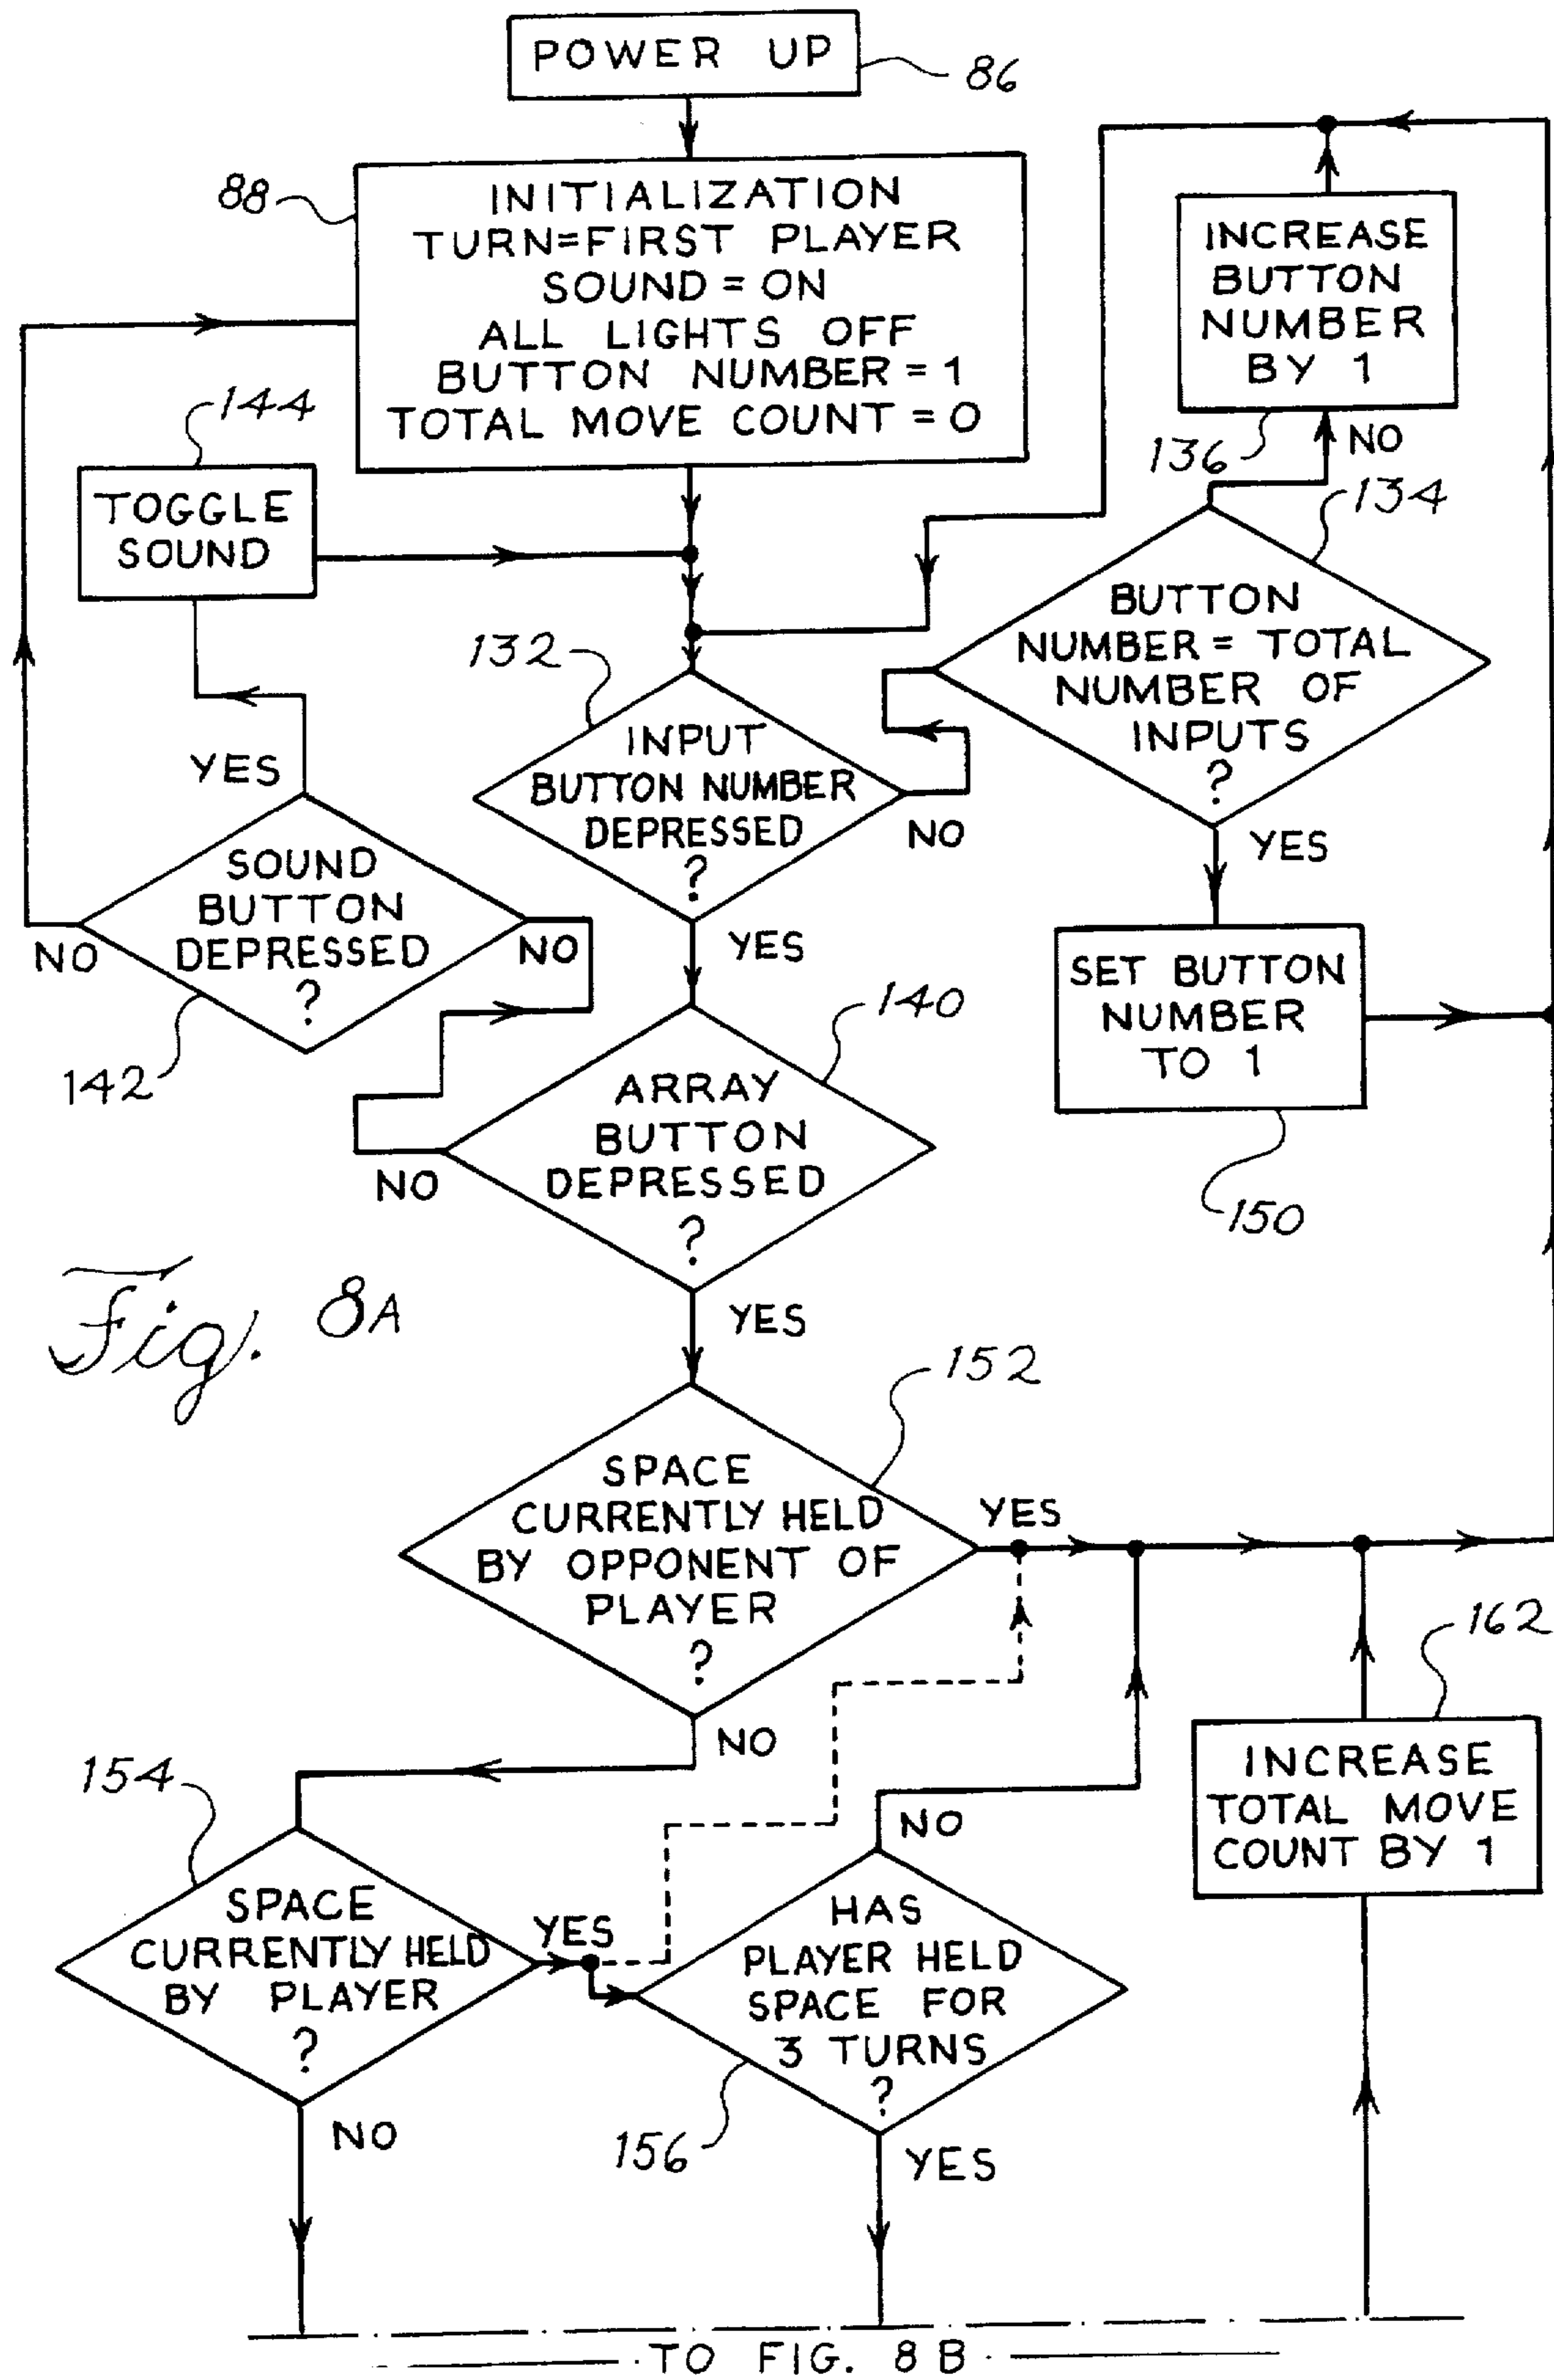 POWER UP
86
88
INITIALIZATION
TURN=FIRST PLAYER
SOUND = ON
ALL LIGHTS OFF
BUTTON NUMBER = 1
TOTAL MOVE COUNT = 0
INCREASE
BUTTON
NUMBER
BY 1
136
NO
144
TOGGLE
SOUND
134
BUTTON
NUMBER = TOTAL
NUMBER OF
INPUTS
?
YES
132
INPUT
BUTTON NUMBER
DEPRESSED
?
NO
YES
YES
SOUND
BUTTON
DEPRESSED
?
NO
NO
142
SET BUTTON
NUMBER
TO 1
150
140
ARRAY
BUTTON
DEPRESSED
?
NO
YES
Fig. 8A
152
SPACE
CURRENTLY HELD
BY OPPONENT OF
PLAYER
?
YES
NO
162
INCREASE
TOTAL MOVE
COUNT BY 1
154
SPACE
CURRENTLY HELD
BY PLAYER
?
YES
NO
NO
HAS
PLAYER HELD
SPACE FOR
3 TURNS
?
156
YES
TO FIG. 8B